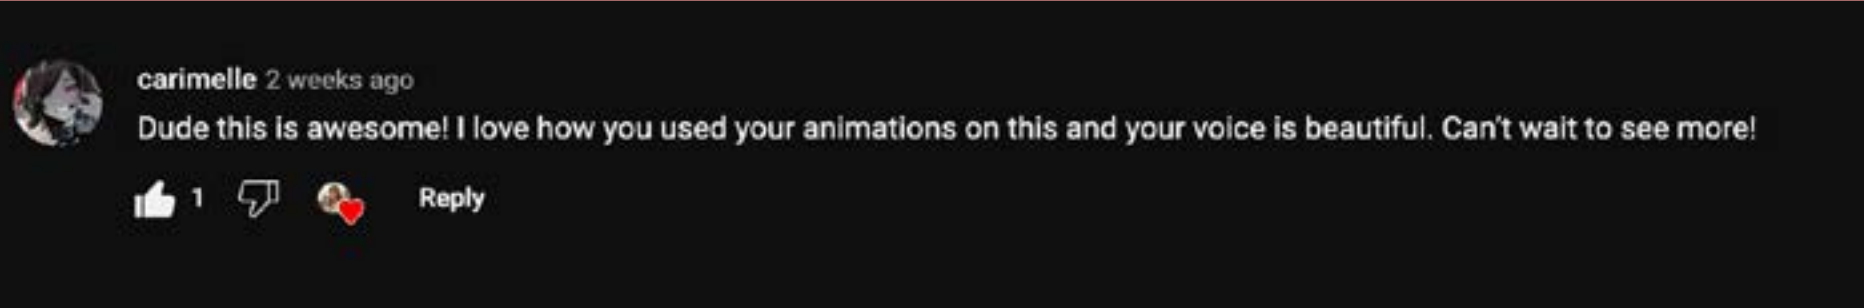 carimelle 2 weeks ago
Dude this is awesome! I love how you used your animations on this and your voice is beautiful. Can't wait to see more!
1 Reply